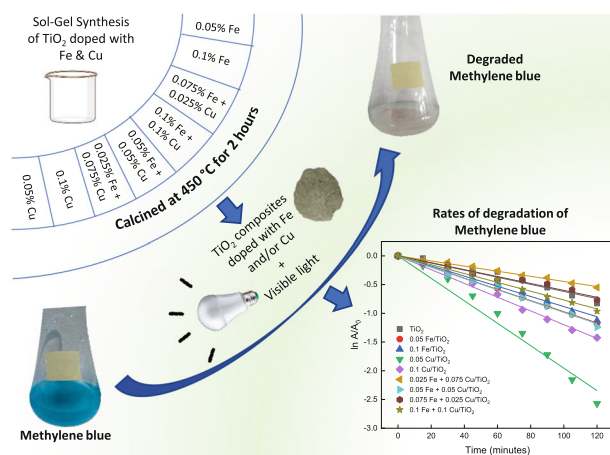 Sol-Gel Synthesis
of TiO₂ doped with
Fe & Cu
0.05% Fe
0.1% Fe
0.075% Fe +
0.025% Cu
0.1% Fe +
0.1% Cu
0.05% Fe +
0.05% Cu
0.025% Fe +
0.075% Cu
0.1% Cu
0.05% Cu
Calcined at 450 °C for 2 hours
TiO₂ composites
doped with Fe
and/or Cu
+
Visible light
Methylene blue
Degraded
Methylene blue
Rates of degradation of
Methylene blue
ln A/A₀
0.0
-0.5
-1.0
-1.5
-2.0
-2.5
-3.0
TiO₂
0.05 Fe/TiO₂
0.1 Fe/TiO₂
0.05 Cu/TiO₂
0.1 Cu/TiO₂
0.025 Fe + 0.075 Cu/TiO₂
0.05 Fe + 0.05 Cu/TiO₂
0.075 Fe + 0.025 Cu/TiO₂
0.1 Fe + 0.1 Cu/TiO₂
0 20 40 60 80 100 120
Time (minutes)